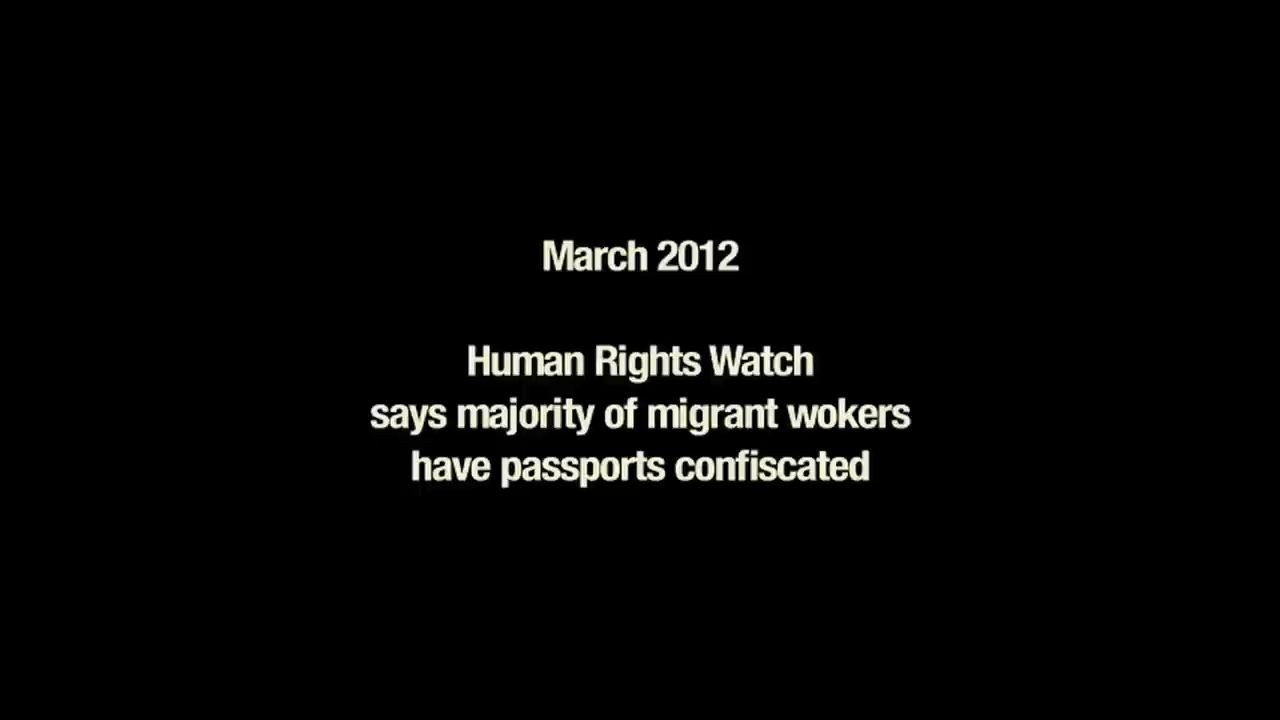 March 2012
Human Rights Watch
says majority of migrant wokers
have passports confiscated